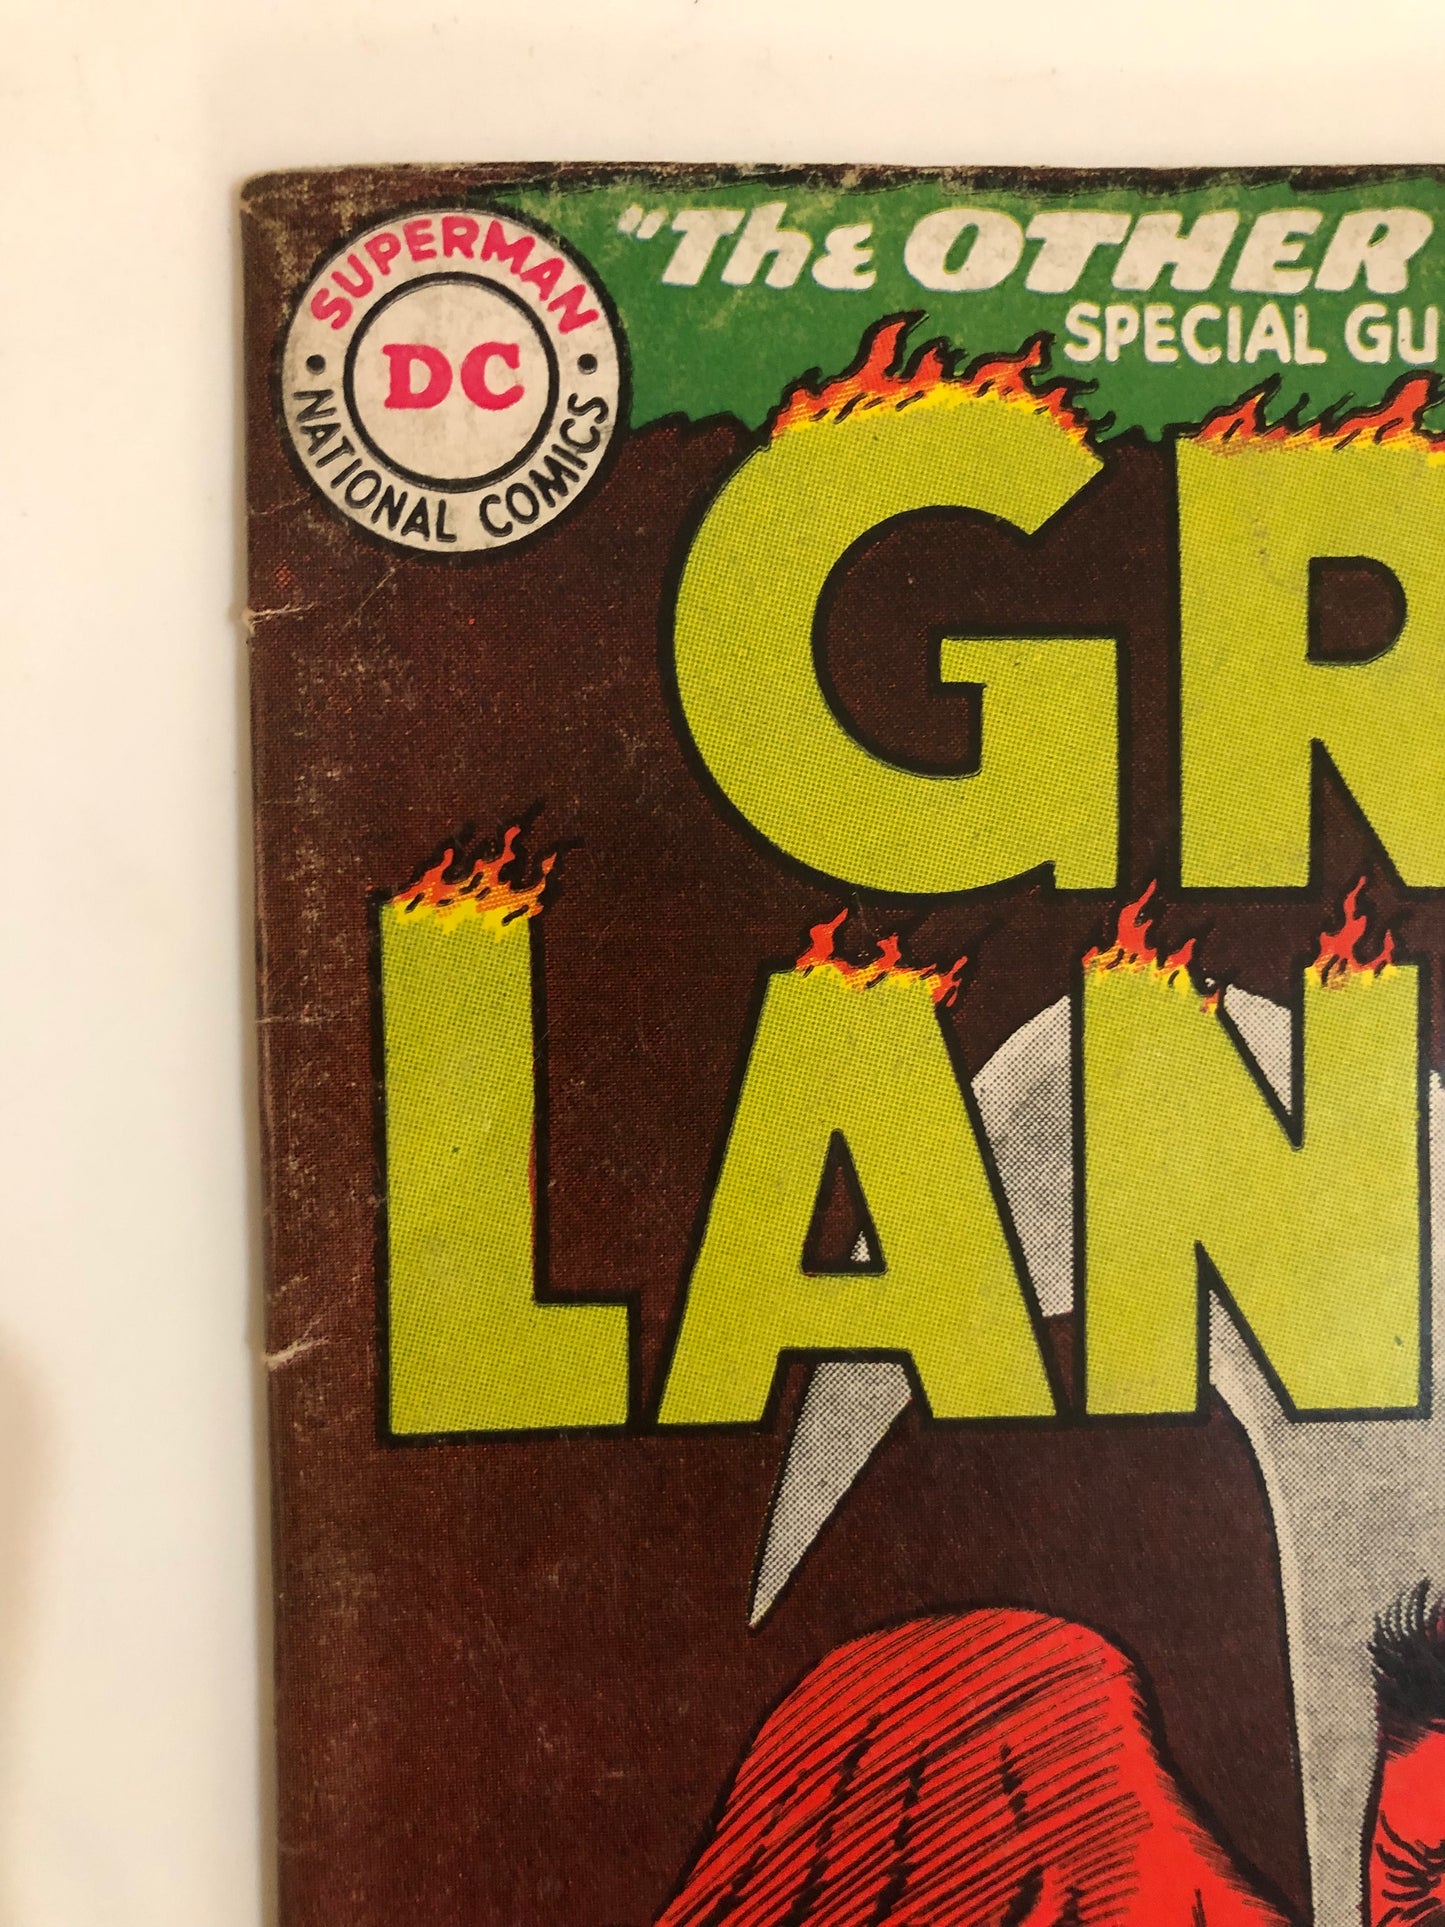 SUPERMAN
DC
NATIONAL COMICS
"The OTHER
SPECIAL GU
GR
LAN